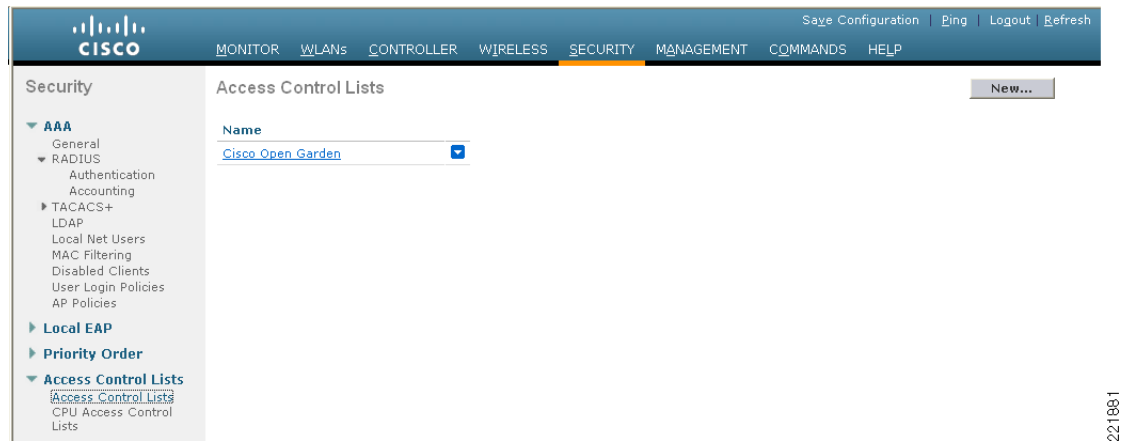 Save Configuration | Ping | Logout | Refresh
CISCO
MONITOR WLANs CONTROLLER WIRELESS SECURITY MANAGEMENT COMMANDS HELP
Security
AAA
General
RADIUS
Authentication
Accounting
TACACS+
LDAP
Local Net Users
MAC Filtering
Disabled Clients
User Login Policies
AP Policies
Local EAP
Priority Order
Access Control Lists
Access Control Lists
CPU Access Control
Lists
Access Control Lists
New...
Name
Cisco Open Garden
221881